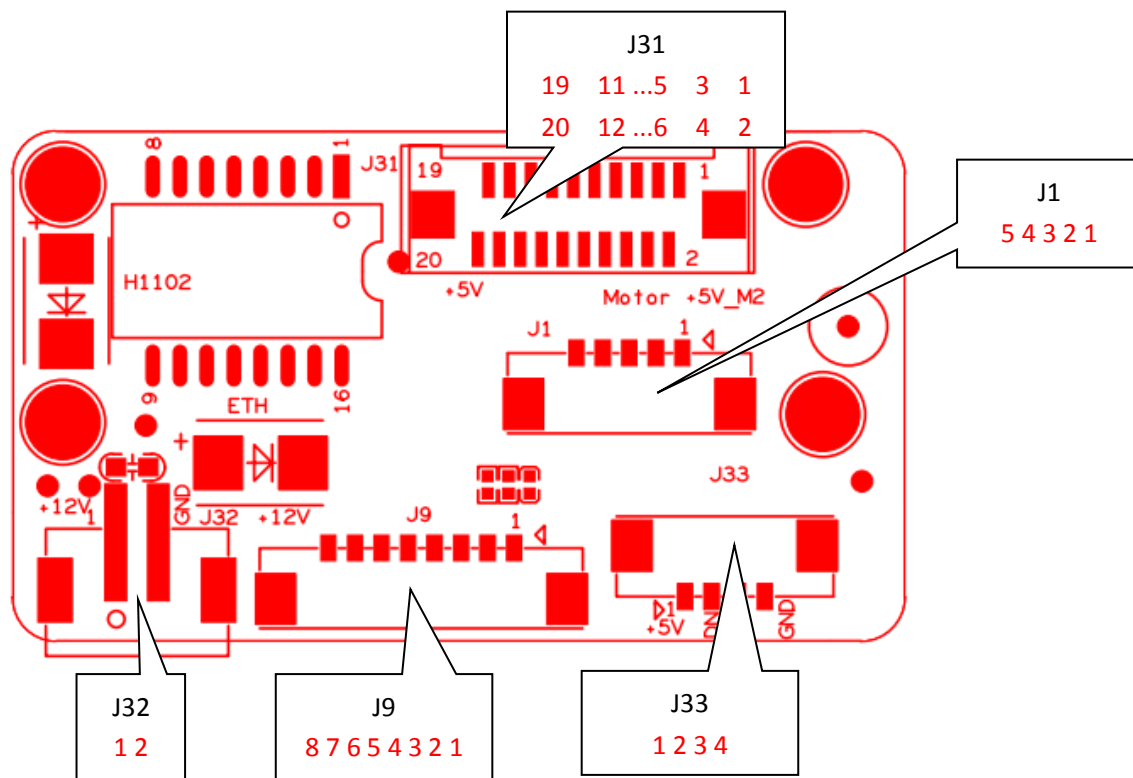 J31
19 11 ...5 3 1
20 12 ...6 4 2
J1
5 4 3 2 1
8 1
J31 19 1
H1102
20 2
+
+5V
Motor +5V_M2
J1 1
9 16
ETH
+
J33
+12V 1 GND J32 +12V
J9 1
1
+5V DN GND
J32
1 2
J9
8 7 6 5 4 3 2 1
J33
1 2 3 4